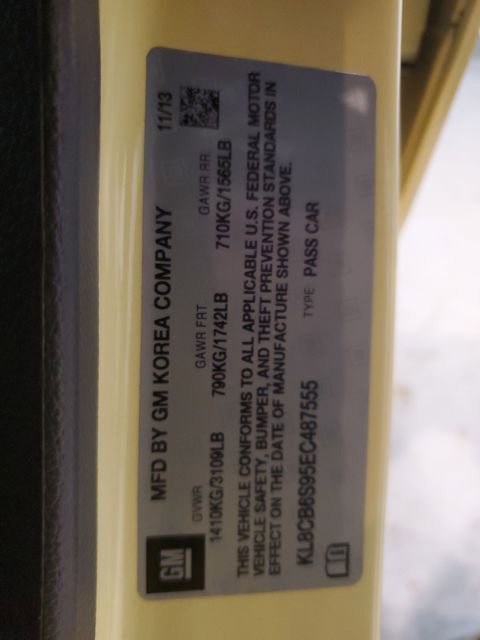 GM
MFD BY GM KOREA COMPANY 11/13
GVWR GAWR FRT. GAWR RR.
1410KG/3109LB 790KG/1742LB 710KG/1565LB
THIS VEHICLE CONFORMS TO ALL APPLICABLE U.S. FEDERAL MOTOR
VEHICLE SAFETY, BUMPER, AND THEFT PREVENTION STANDARDS IN
EFFECT ON THE DATE OF MANUFACTURE SHOWN ABOVE.
KL8CB6S95EC487555 TYPE: PASS CAR